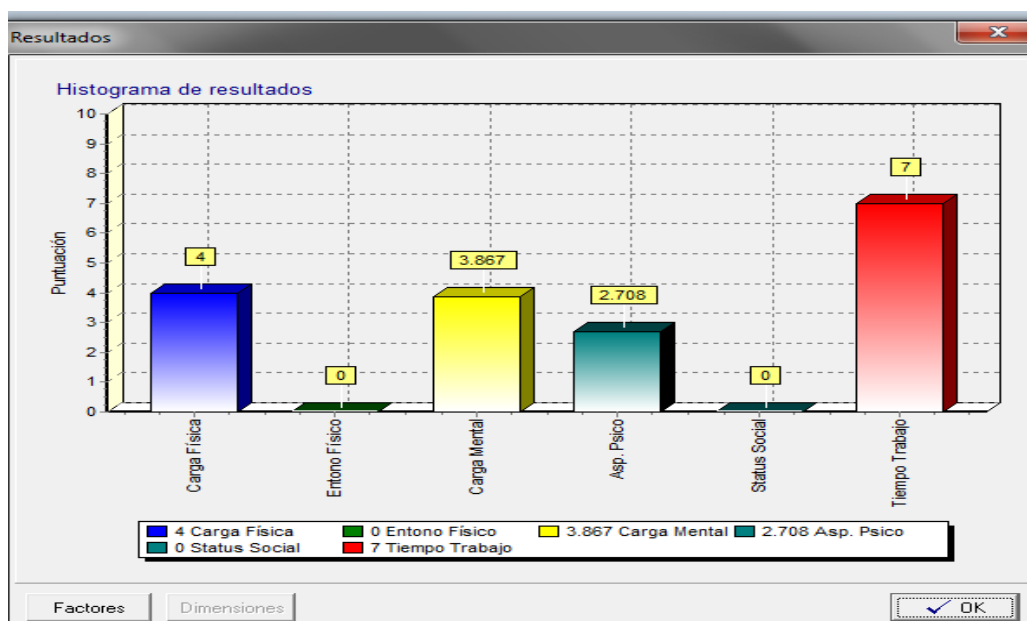 Resultados
Histograma de resultados
Puntuación
10
9
8
7
6
5
4
3
2
1
0
4
0
3.867
2.708
0
7
Carga Física
Entono Físico
Carga Mental
Asp. Psico
Status Social
Tiempo Trabajo
4 Carga Física 0 Entono Físico 3.867 Carga Mental 2.708 Asp. Psico
0 Status Social 7 Tiempo Trabajo
Factores Dimensiones OK